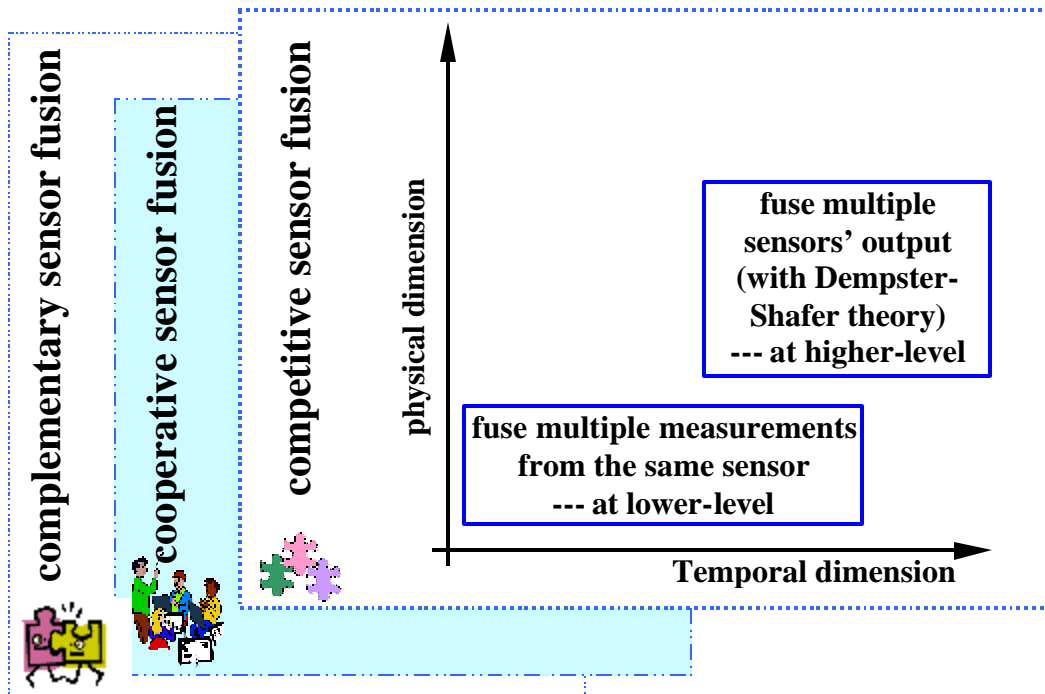 complementary sensor fusion
cooperative sensor fusion
competitive sensor fusion
physical dimension
fuse multiple
sensors’ output
(with Dempster-
Shafer theory)
--- at higher-level
fuse multiple measurements
from the same sensor
--- at lower-level
Temporal dimension